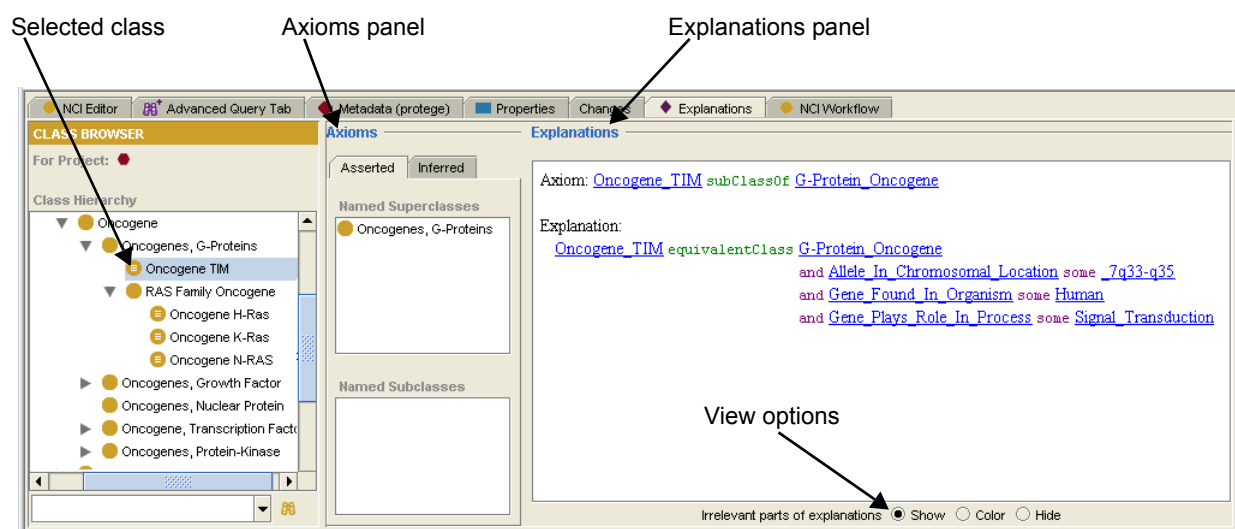 Selected class
Axioms panel
Explanations panel
NCI Editor
Advanced Query Tab
Metadata (protege)
Properties
Changes
Explanations
NCI Workflow
CLASS BROWSER
For Project:
Class Hierarchy
Oncogene
Oncogenes, G-Proteins
Oncogene TIM
RAS Family Oncogene
Oncogene H-Ras
Oncogene K-Ras
Oncogene N-RAS
Oncogenes, Growth Factor
Oncogenes, Nuclear Protein
Oncogene, Transcription Facto
Oncogenes, Protein-Kinase
Axioms
Asserted
Inferred
Named Superclasses
Oncogenes, G-Proteins
Named Subclasses
Explanations
Axiom: Oncogene_TIM subClassOf G-Protein_Oncogene
Explanation:
Oncogene_TIM equivalentClass G-Protein_Oncogene
and Allele_In_Chromosomal_Location some _7q33-q35
and Gene_Found_In_Organism some Human
and Gene_Plays_Role_In_Process some Signal_Transduction
View options
Irrelevant parts of explanations Show Color Hide